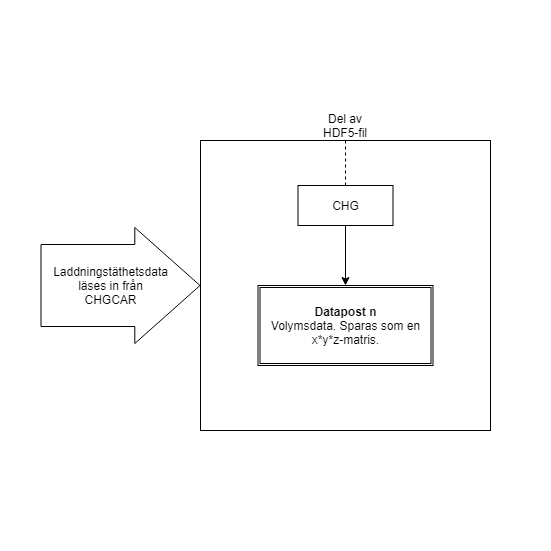 Del av
HDF5-fil
CHG
Laddningstäthetsdata
läses in från
CHGCAR
Datapost n
Volymsdata. Sparas som en
x*y*z-matris.